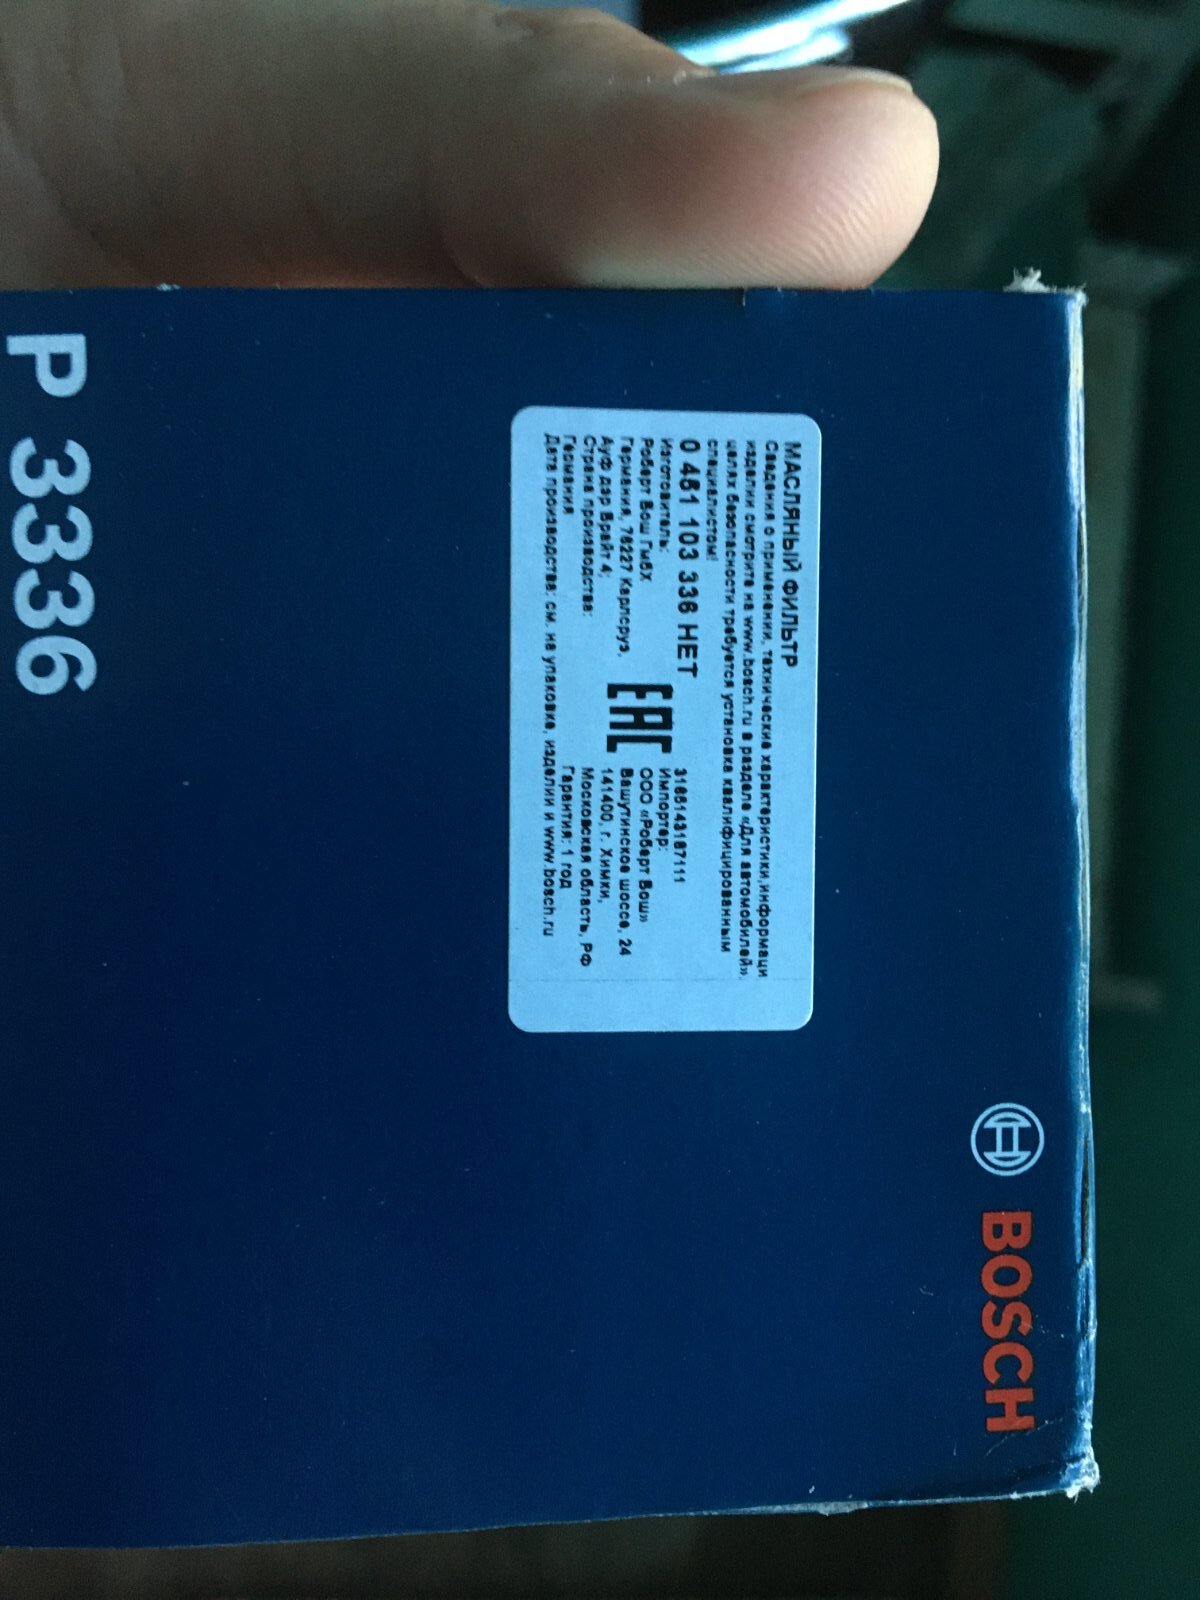 BOSCH
МАСЛЯНЫЙ ФИЛЬТР
Сведения о применении, технические характеристики,информаци
изделии смотрите на www.bosch.ru в разделе «Для автомобилей».
целях безопасности требуется установка квалифицированным
специалистом!
0 451 103 336 НЕТ
Изготовитель:
Роберт Бош ГмбХ
Германия, 76227 Карлсруэ,
Ауф дер Брайт 4;
Страна производства:
Германия
Дата производства: см. на упаковке, изделии и www.bosch.ru
EAC
3165143167111
Импортер:
ООО «Роберт Бош»
Вашутинское шоссе, 24
141400, г. Химки,
Московская область, РФ
Гарантия: 1 год
P 3336